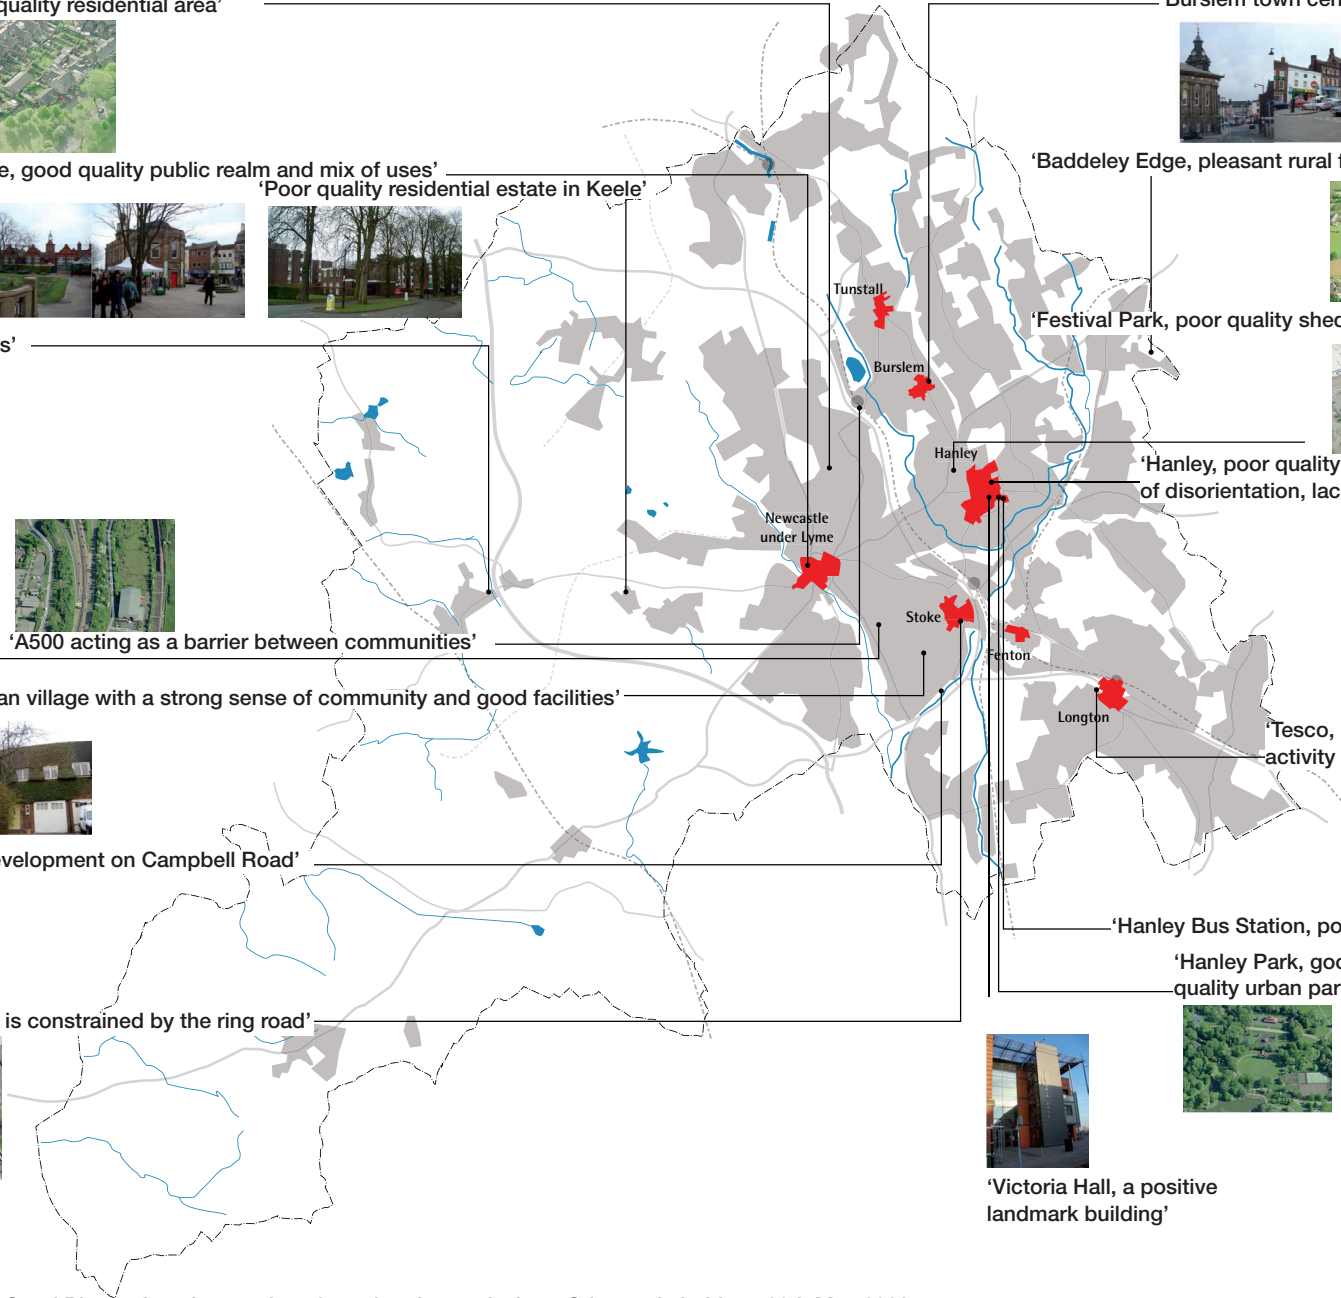 quality residential area’
Burslem town cen
e, good quality public realm and mix of uses’
‘Poor quality residential estate in Keele’
‘Baddeley Edge, pleasant rural f
s’
‘Festival Park, poor quality shed
Tunstall
Burslem
Hanley
‘Hanley, poor quality
of disorientation, lac
Newcastle
under Lyme
Stoke
Fenton
‘A500 acting as a barrier between communities’
an village with a strong sense of community and good facilities’
Longton
‘Tesco,
activity
evelopment on Campbell Road’
‘Hanley Bus Station, po
‘Hanley Park, goo
quality urban par
is constrained by the ring road’
‘Victoria Hall, a positive
landmark building’